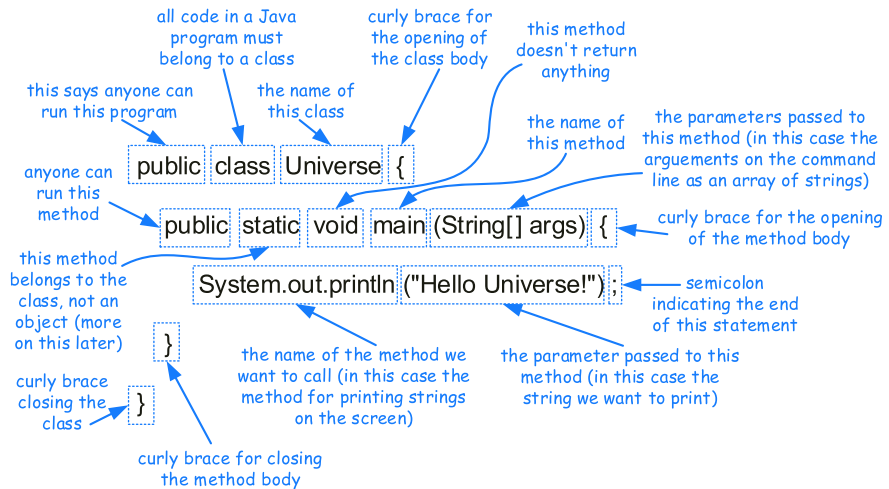 all code in a Java
program must
belong to a class
curly brace for
the opening of
the class body
this method
doesn't return
anything
this says anyone can
run this program
the name of
this class
the name of
this method
the parameters passed to
this method (in this case the
arguements on the command
line as an array of strings)
public class Universe {
anyone can
run this
method
public static void main (String[] args) {
curly brace for the opening
of the method body
this method
belongs to the
class, not an
object (more
on this later)
System.out.println ("Hello Universe!") ;
semicolon
indicating the end
of this statement
}
the name of the method we
want to call (in this case the
method for printing strings
on the screen)
the parameter passed to this
method (in this case the
string we want to print)
curly brace
closing the
class
}
curly brace for closing
the method body